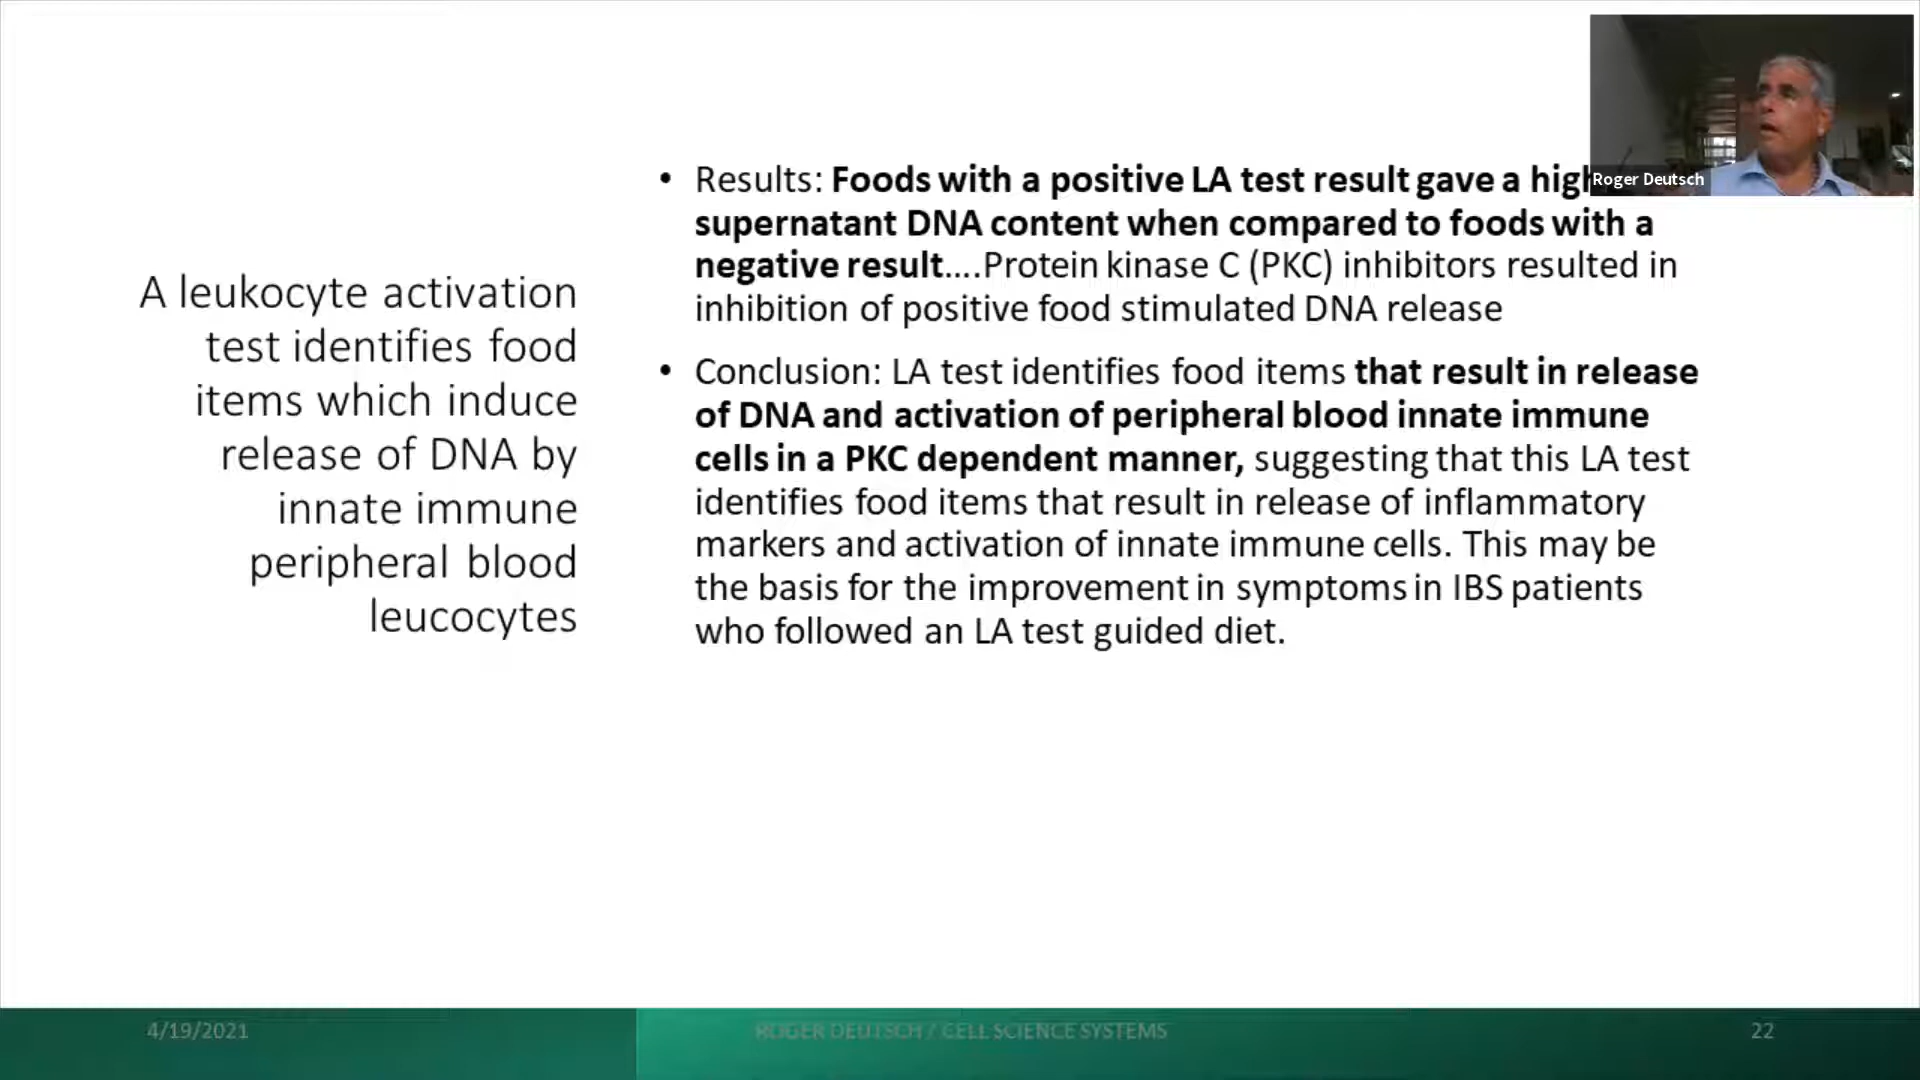 A leukocyte activation
test identifies food
items which induce
release of DNA by
innate immune
peripheral blood
leucocytes
• Results: Foods with a positive LA test result gave a
supernatant DNA content when compared to foods with a
negative result….Protein kinase C (PKC) inhibitors resulted in
inhibition of positive food stimulated DNA release
• Conclusion: LA test identifies food items that result in release
of DNA and activation of peripheral blood innate immune
cells in a PKC dependent manner, suggesting that this LA test
identifies food items that result in release of inflammatory
markers and activation of innate immune cells. This may be
the basis for the improvement in symptoms in IBS patients
who followed an LA test guided diet.
Roger Deutsch
4/19/2021
ROGER DEUTSCH / CELL SCIENCE SYSTEMS
22